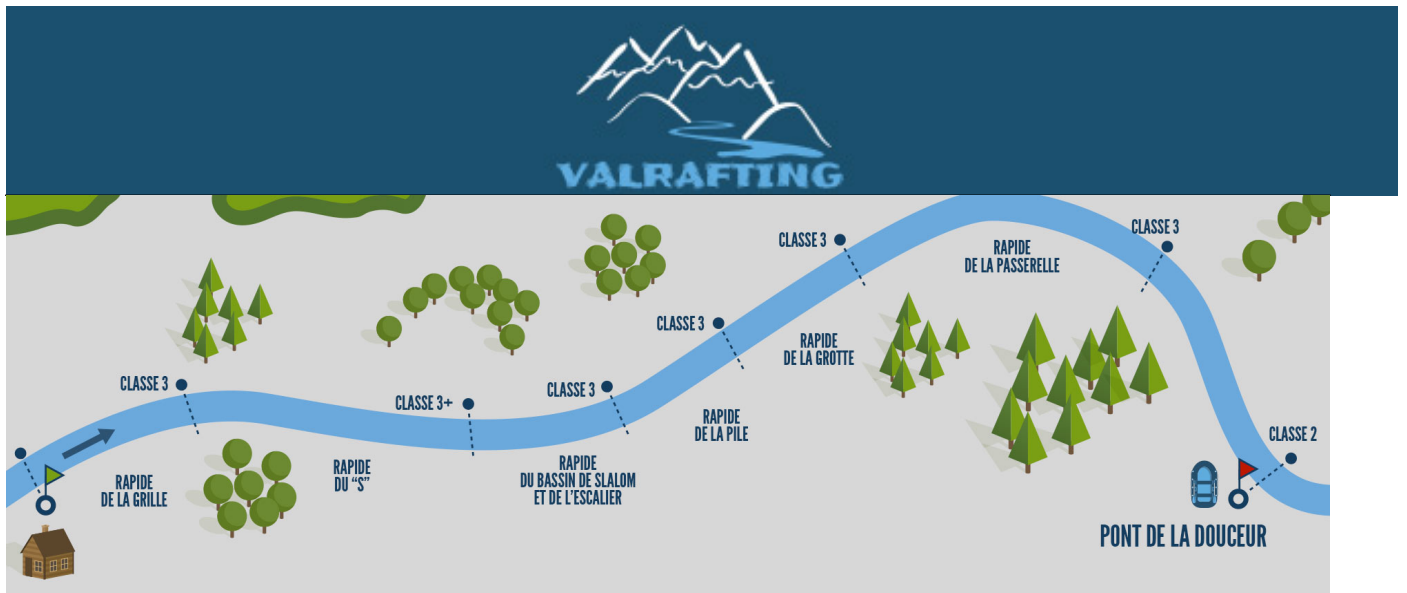 VALRAFTING
CLASSE 3
RAPIDE
DE LA GRILLE
RAPIDE
DU “S”
CLASSE 3+
RAPIDE
DU BASSIN DE SLALOM
ET DE L’ESCALIER
CLASSE 3
RAPIDE
DE LA PILE
CLASSE 3
RAPIDE
DE LA GROTTE
CLASSE 3
RAPIDE
DE LA PASSERELLE
CLASSE 3
CLASSE 2
PONT DE LA DOUCEUR